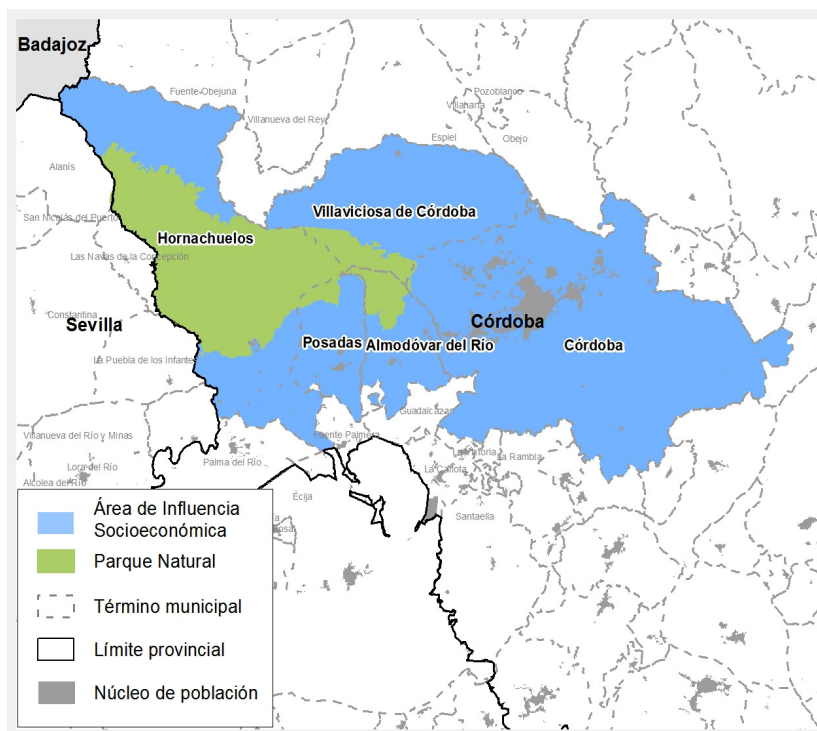 Badajoz
Fuente-Obejuna
Pozoblanco
Villaharta
Villanueva del Rey
Espiel
Obejo
Alanís
Villaviciosa de Córdoba
San Nicolás del Puerto
Hornachuelos
Las Navas de la Concepción
Constantina
Sevilla
Córdoba
Posadas
Almodóvar del Río
Córdoba
La Puebla de los Infante
Guadalcázar
Villanueva del Río y Minas
Fuente Palmera
La Victoria
La Rambla
Palma del Río
Lora del Río
La Carlota
Alcolea del Río
Écija
Santaella
Área de Influencia
Socioeconómica
Parque Natural
Término municipal
Límite provincial
Núcleo de población